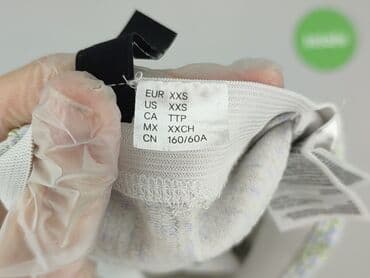 EUR XXS
US XXS
CA TTP
MX XXCH
CN 160/60A